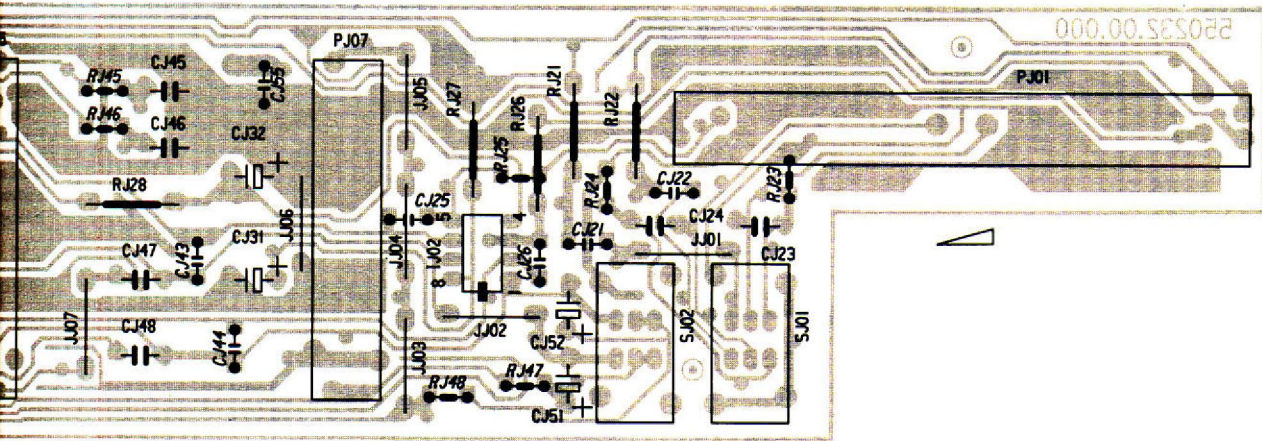 550232.00.000
PJ07
PJ01
RJ45
CJ45
CJ55
JJ05
RJ27
RJ26
RJ21
RJ22
RJ46
CJ46
CJ32
+
RJ28
RJ25
RJ24
CJ22
RJ23
CJ25
5
4
CJ24
JJ01
CJ23
CJ47
CJ43
CJ31
+
JJ06
JJ04
IJ02
8
1
CJ26
CJ21
JJ07
CJ48
CJ44
JJ03
JJ02
CJ52
+
SJ02
SJ01
RJ48
RJ47
CJ51
+